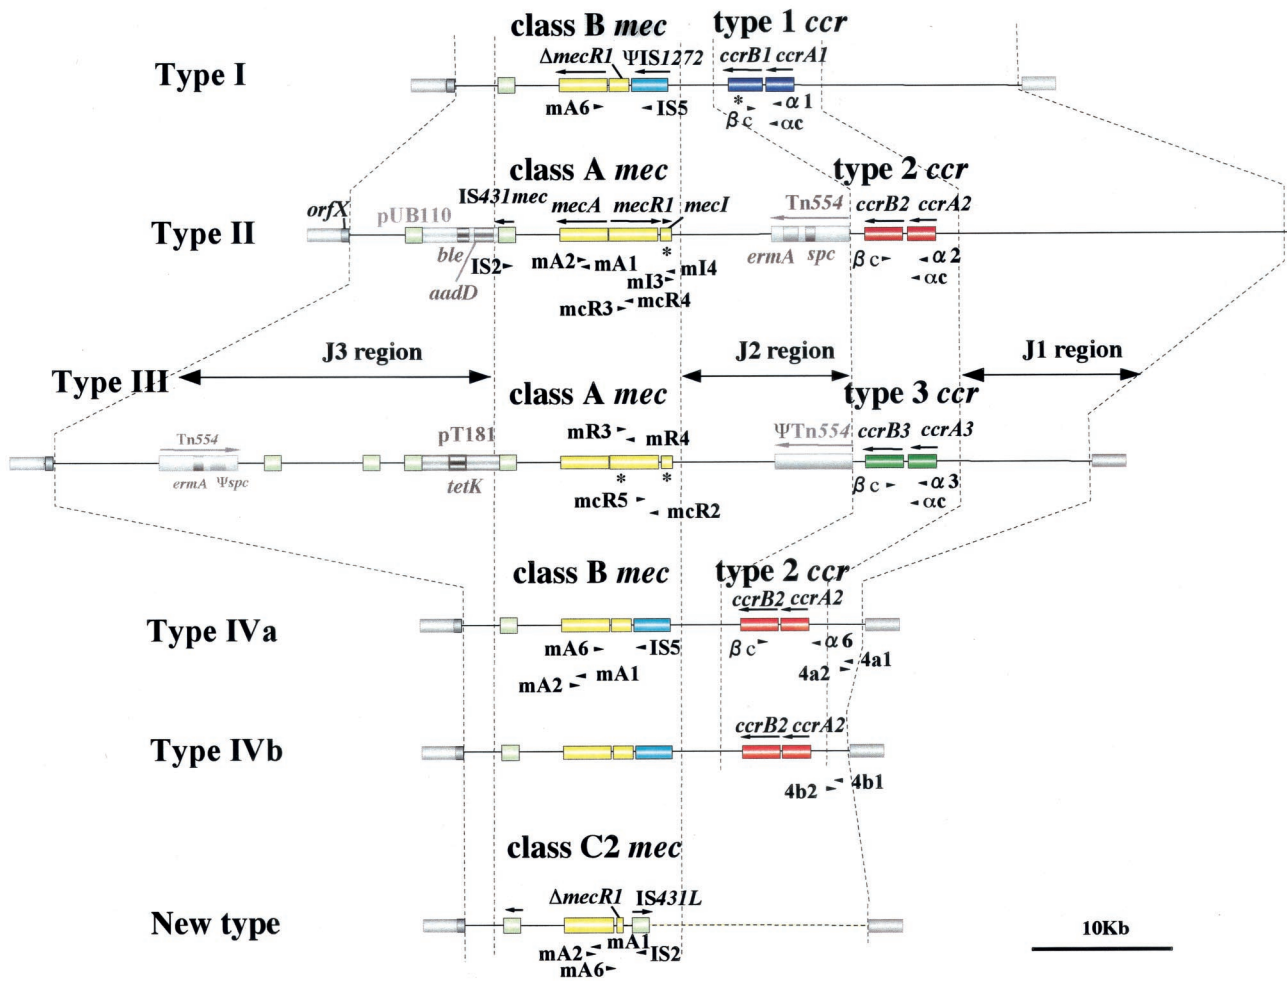 class B mec type 1 ccr
Type I
ΔmecR1 ΨIS1272 ccrB1 ccrA1
mA6 IS5 * α1
βc αc
class A mec type 2 ccr
Type II
orfX pUB110 IS431mec mecA mecR1 mecI Tn554 ccrB2 ccrA2
ble IS2 mA2 mA1 * mI4 ermA spc βc α2
aadD mI3 αc
mcR3 mcR4
J3 region J2 region J1 region
Type III
class A mec type 3 ccr
Tn554 pT181 mR3 mR4 ΨTn554 ccrB3 ccrA3
ermA Ψspc tetK * * βc α3
mcR5 mcR2 αc
class B mec type 2 ccr
Type IVa
ccrB2 ccrA2
mA6 IS5 βc α6
mA2 mA1 4a2 4a1
Type IVb
ccrB2 ccrA2
4b2 4b1
class C2 mec
New type
ΔmecR1 IS431L
mA2 mA1 IS2
mA6
10Kb